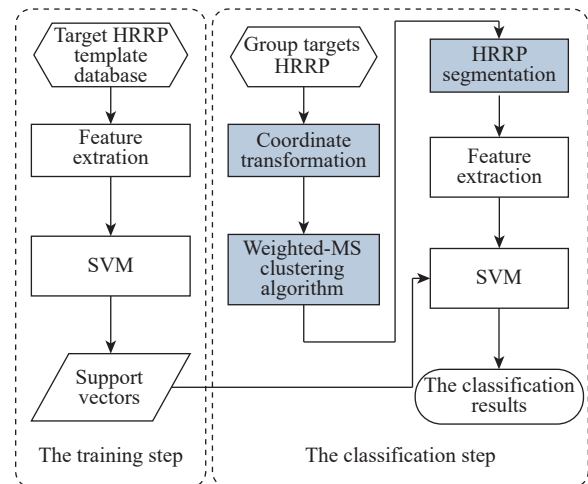 Target HRRP
template
database
Feature
extration
SVM
Support
vectors
The training step
Group targets
HRRP
Coordinate
transformation
Weighted-MS
clustering
algorithm
HRRP
segmentation
Feature
extraction
SVM
The classification
results
The classification step